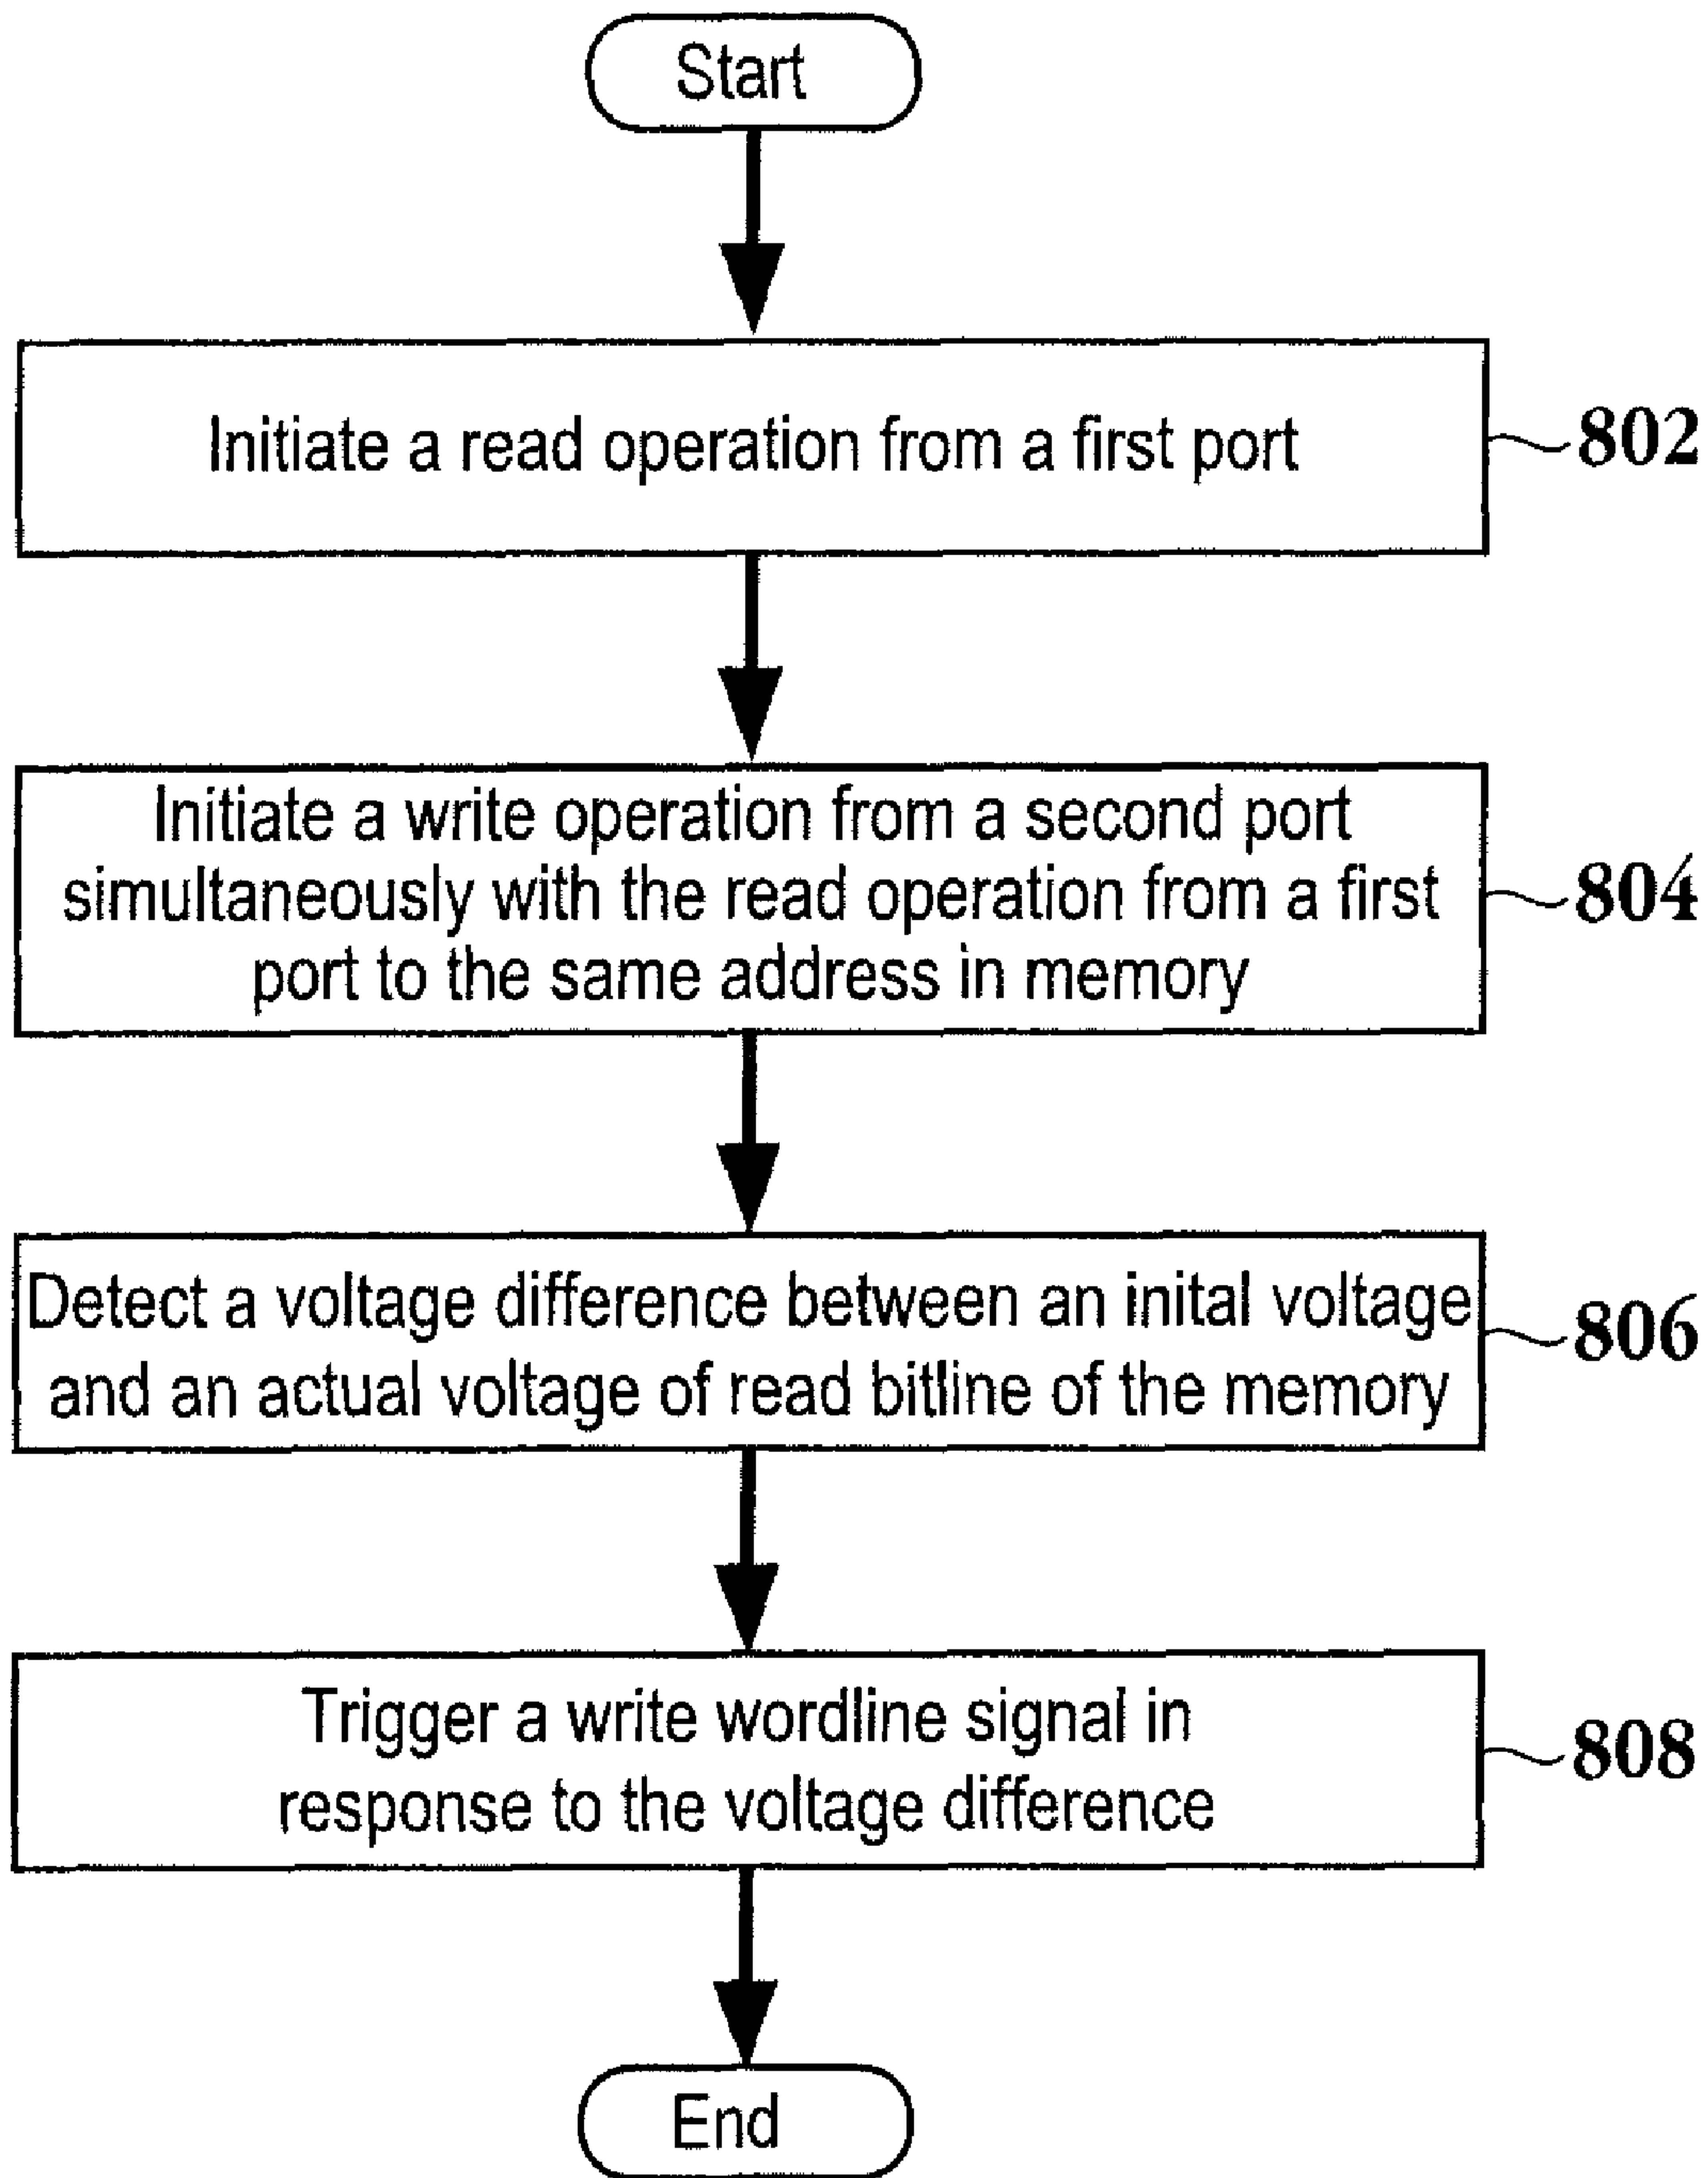 Start
Initiate a read operation from a first port
802
Initiate a write operation from a second port
simultaneously with the read operation from a first
port to the same address in memory
804
Detect a voltage difference between an inital voltage
and an actual voltage of read bitline of the memory
806
Trigger a write wordline signal in
response to the voltage difference
808
End